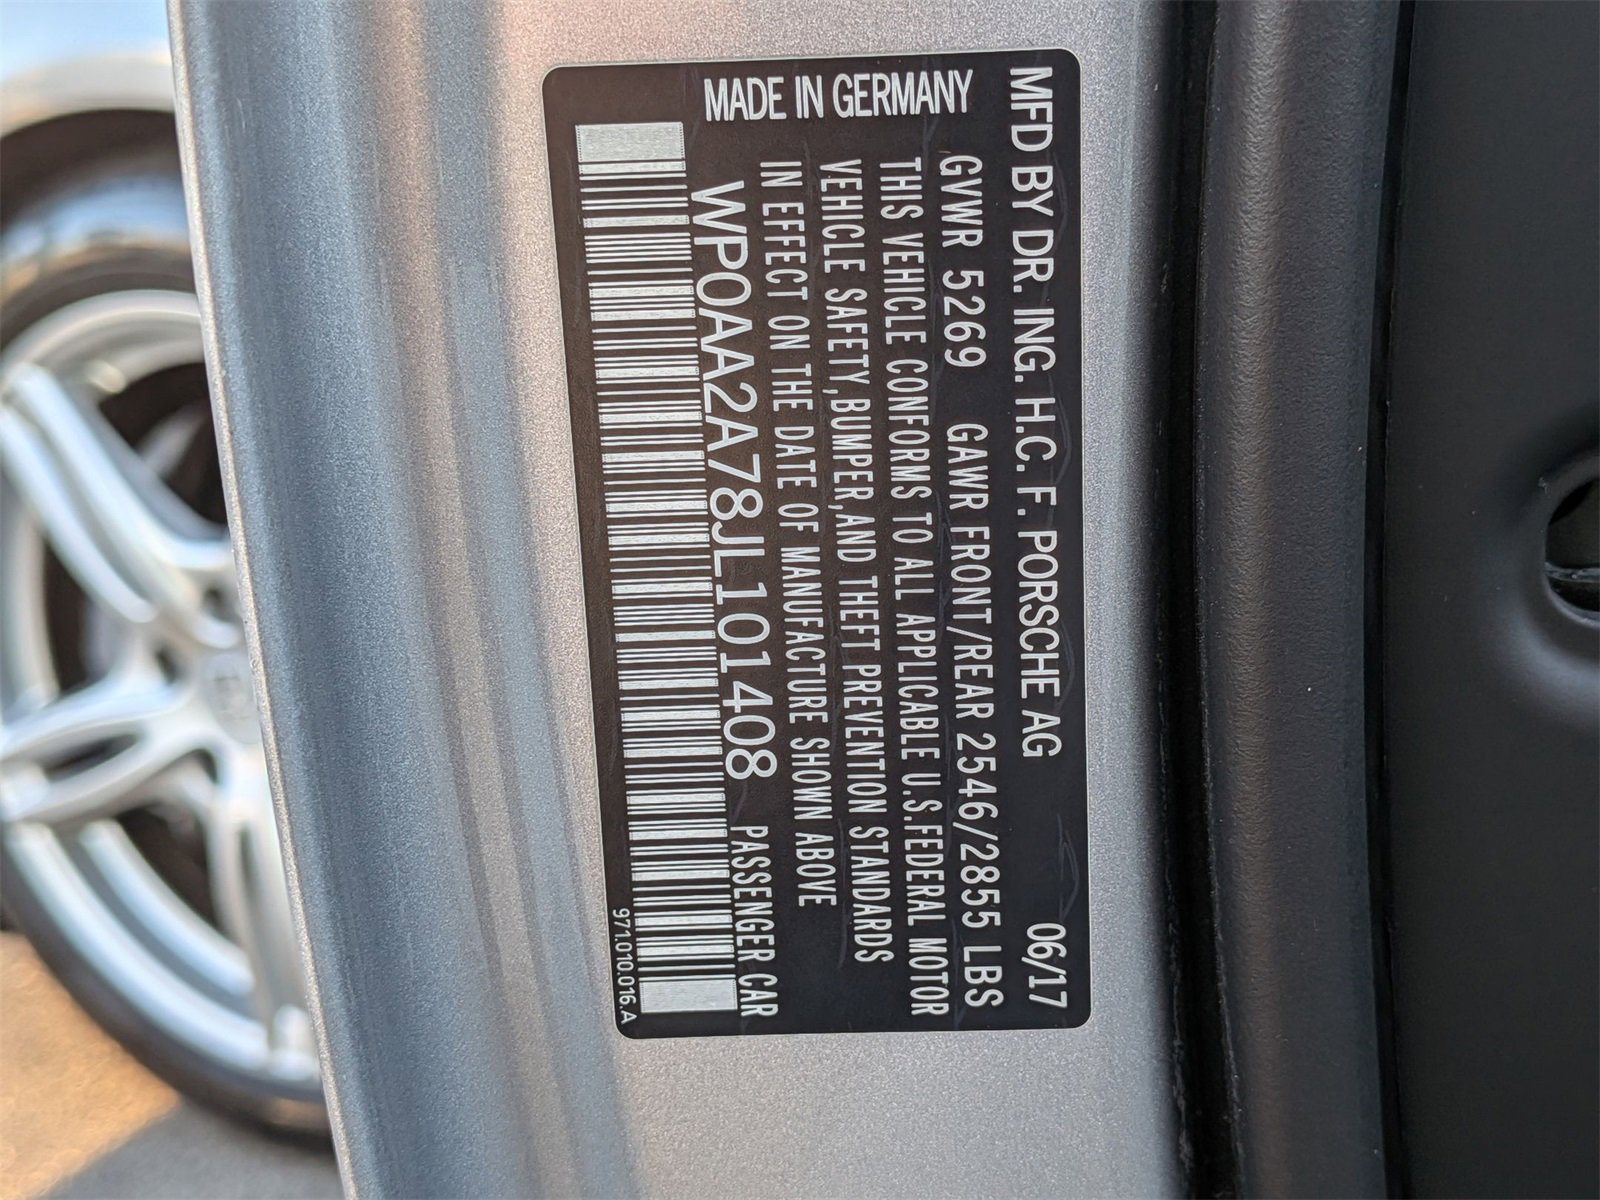 MFD BY DR. ING. H.C. F. PORSCHE AG 06/17
MADE IN GERMANY
GVWR 5269 GAWR FRONT/REAR 2546/2855 LBS
THIS VEHICLE CONFORMS TO ALL APPLICABLE U.S.FEDERAL MOTOR
VEHICLE SAFETY,BUMPER,AND THEFT PREVENTION STANDARDS
IN EFFECT ON THE DATE OF MANUFACTURE SHOWN ABOVE
WP0AA2A78JL101408 PASSENGER CAR
971.010.016.A